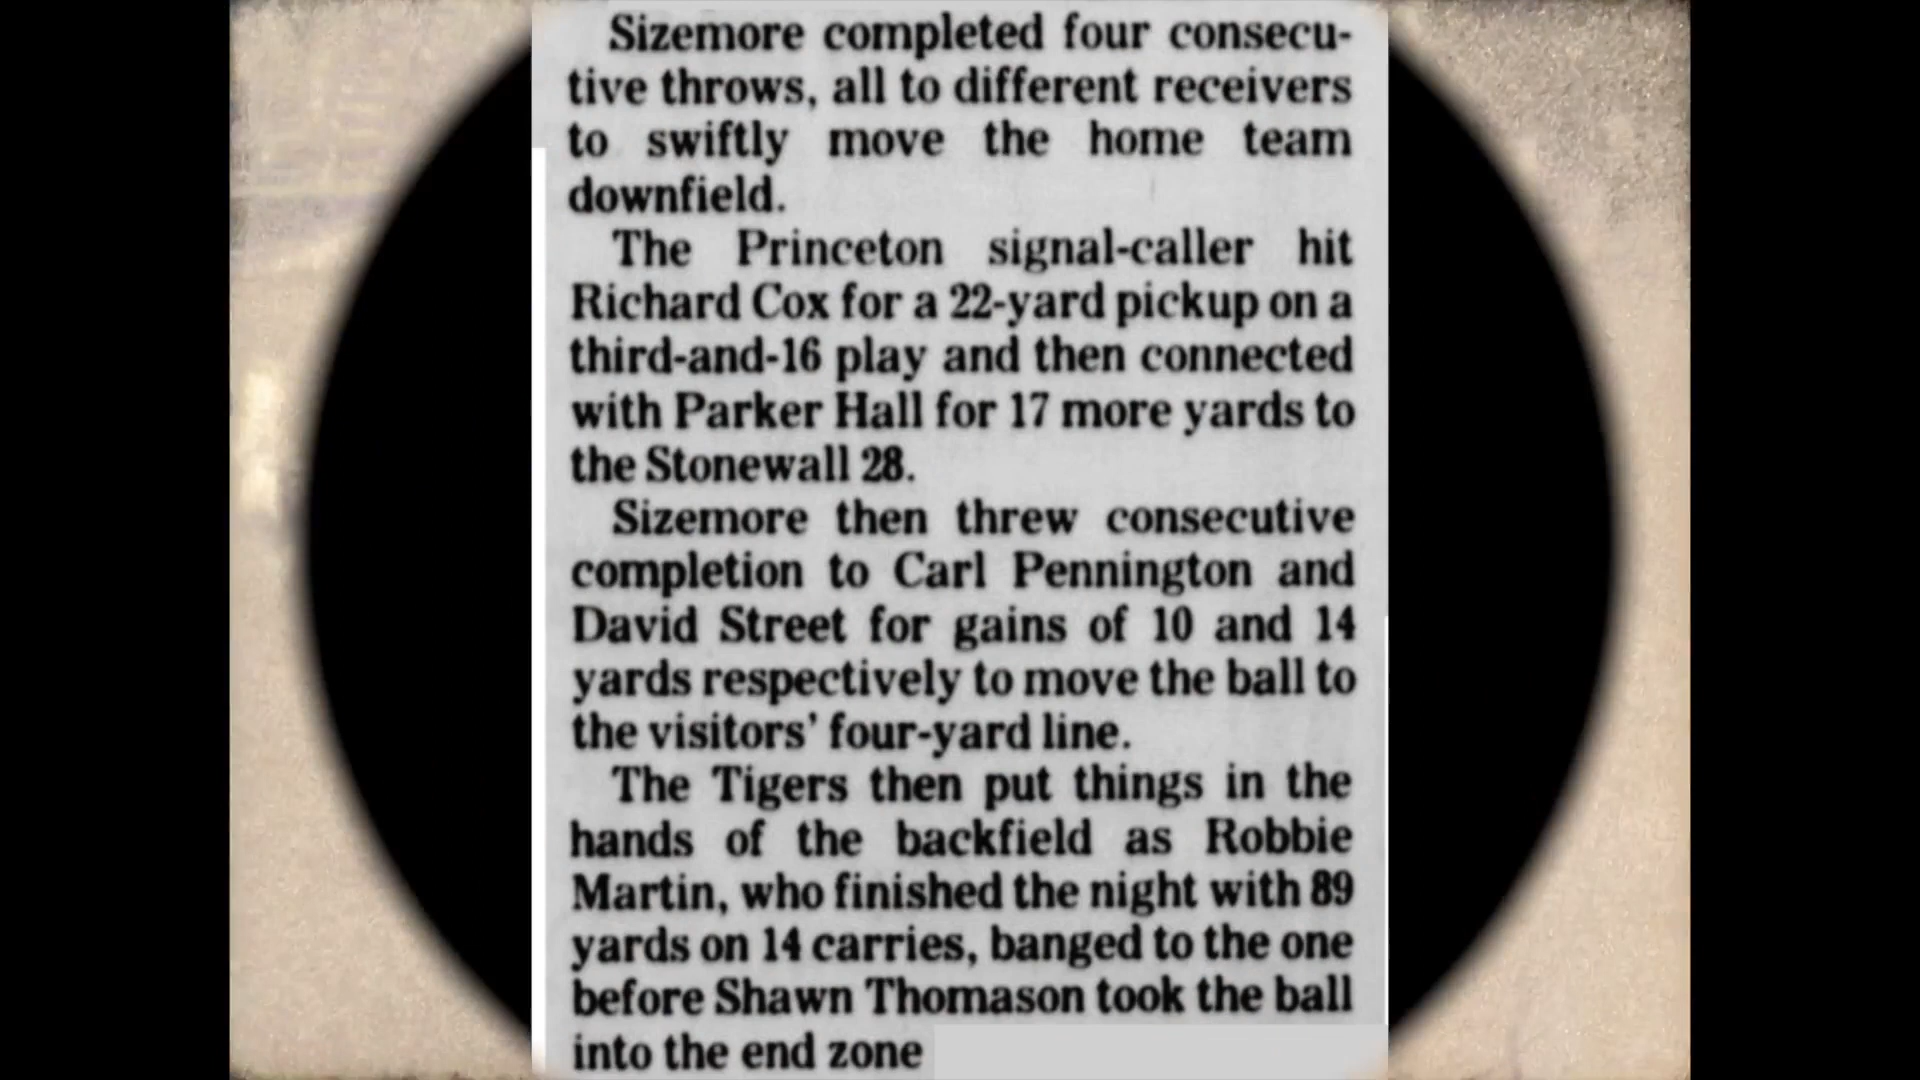 Sizemore completed four consecu-
tive throws, all to different receivers
to swiftly move the home team
downfield.
The Princeton signal-caller hit
Richard Cox for a 22-yard pickup on a
third-and-16 play and then connected
with Parker Hall for 17 more yards to
the Stonewall 28.
Sizemore then threw consecutive
completion to Carl Pennington and
David Street for gains of 10 and 14
yards respectively to move the ball to
the visitors' four-yard line.
The Tigers then put things in the
hands of the backfield as Robbie
Martin, who finished the night with 89
yards on 14 carries, banged to the one
before Shawn Thomason took the ball
into the end zone